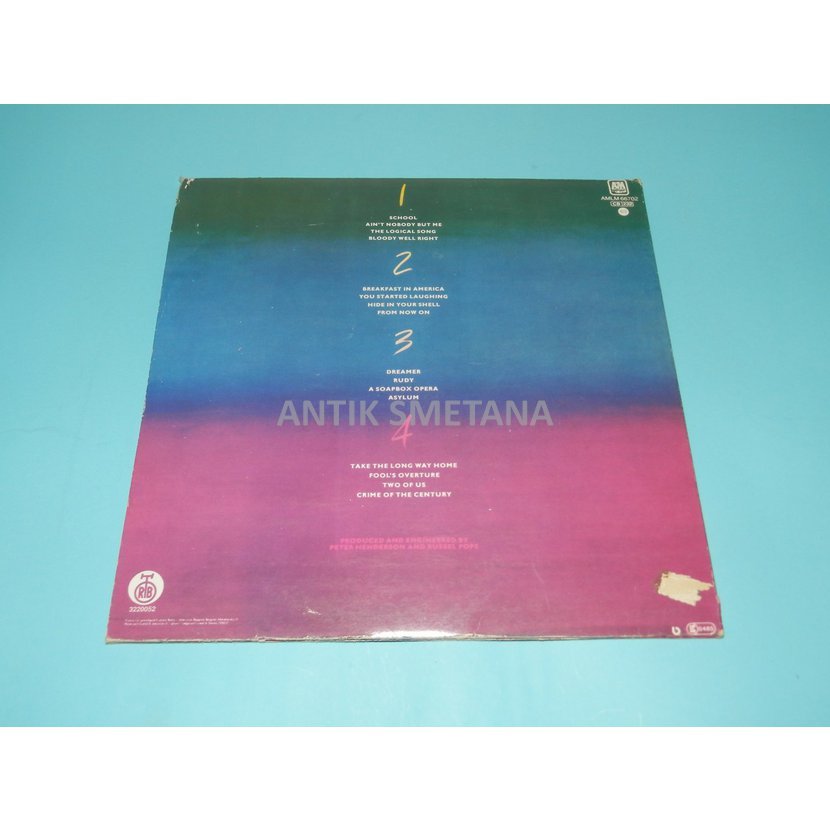 1
A&M
AMLM 66702
SCHOOL
AIN'T NOBODY BUT ME
THE LOGICAL SONG
BLOODY WELL RIGHT
2
BREAKFAST IN AMERICA
YOU STARTED LAUGHING
HIDE IN YOUR SHELL
FROM NOW ON
3
DREAMER
RUDY
A SOAPBOX OPERA
ASYLUM
ANTIK SMETANA
4
TAKE THE LONG WAY HOME
FOOL'S OVERTURE
TWO OF US
CRIME OF THE CENTURY
PRODUCED AND ENGINEERED BY
PETER HENDERSON AND RUSSEL POPE
RTB
3220052